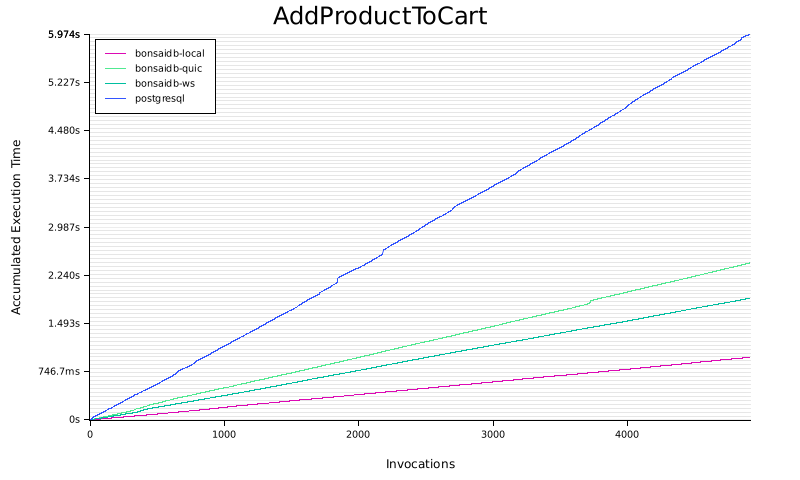 AddProductToCart
5.974s
5.227s
4.480s
3.734s
2.987s
2.240s
1.493s
746.7ms
0s
Accumulated Execution Time
bonsaidb-local
bonsaidb-quic
bonsaidb-ws
postgresql
0
1000
2000
3000
4000
Invocations